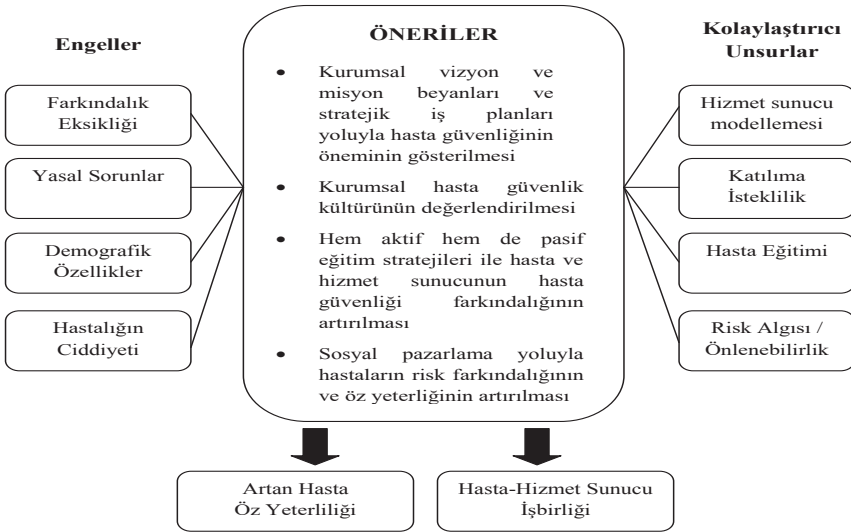 Engeller
Farkındalık
Eksikliği
Yasal Sorunlar
Demografik
Özellikler
Hastalığın
Ciddiyeti
ÖNERİLER
• Kurumsal vizyon ve
misyon beyanları ve
stratejik iş planları
yoluyla hasta güvenliğinin
öneminin gösterilmesi
• Kurumsal hasta güvenlik
kültürünün değerlendirilmesi
• Hem aktif hem de pasif
eğitim stratejileri ile hasta ve
hizmet sunucunun hasta
güvenliği farkındalığının
artırılması
• Sosyal pazarlama yoluyla
hastaların risk farkındalığının
ve öz yeterliğinin artırılması
Kolaylaştırıcı
Unsurlar
Hizmet sunucu
modellemesi
Katılıma
İsteklilik
Hasta Eğitimi
Risk Algısı /
Önlenebilirlik
Artan Hasta
Öz Yeterliliği
Hasta-Hizmet Sunucu
İşbirliği